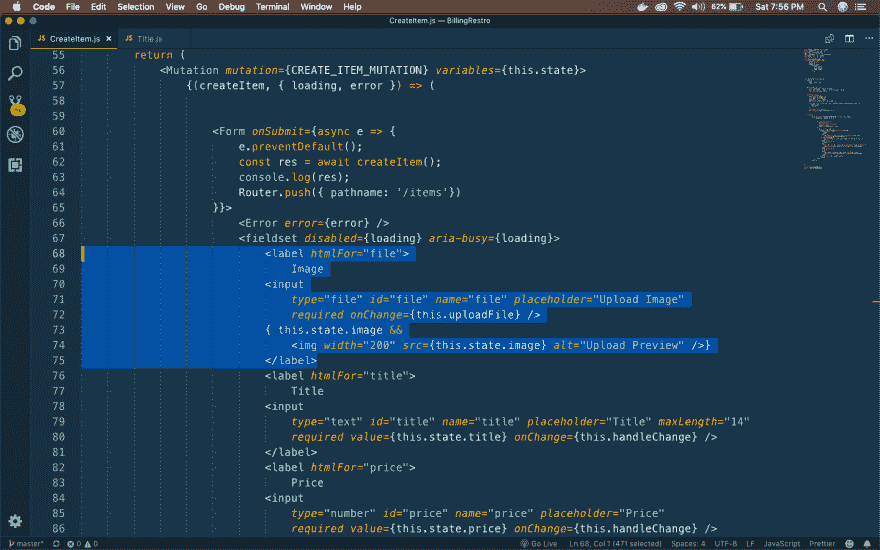 Code File Edit Selection View Go Debug Terminal Window Help 62% Sat 7:56 PM
CreateItem.js — BillingRestro
JS CreateItem.js × JS Title.js
55 return (
56 <Mutation mutation={CREATE_ITEM_MUTATION} variables={this.state}>
57 {(createItem, { loading, error }) => (
58
59
60 <Form onSubmit={async e => {
61 e.preventDefault();
62 const res = await createItem();
63 console.log(res);
64 Router.push({ pathname: '/items'})
65 }}>
66 <Error error={error} />
67 <fieldset disabled={loading} aria-busy={loading}>
68 <label htmlFor="file">
69 Image
70 <input
71 type="file" id="file" name="file" placeholder="Upload Image"
72 required onChange={this.uploadFile} />
73 { this.state.image &&
74 <img width="200" src={this.state.image} alt="Upload Preview" />}
75 </label>
76 <label htmlFor="title">
77 Title
78 <input
79 type="text" id="title" name="title" placeholder="Title" maxLength="14"
80 required value={this.state.title} onChange={this.handleChange} />
81 </label>
82 <label htmlFor="price">
83 Price
84 <input
85 type="number" id="price" name="price" placeholder="Price"
86 required value={this.state.price} onChange={this.handleChange} />
master* 0 0 Go Live Ln 68, Col 1 (471 selected) Spaces: 4 UTF-8 LF JavaScript Prettier